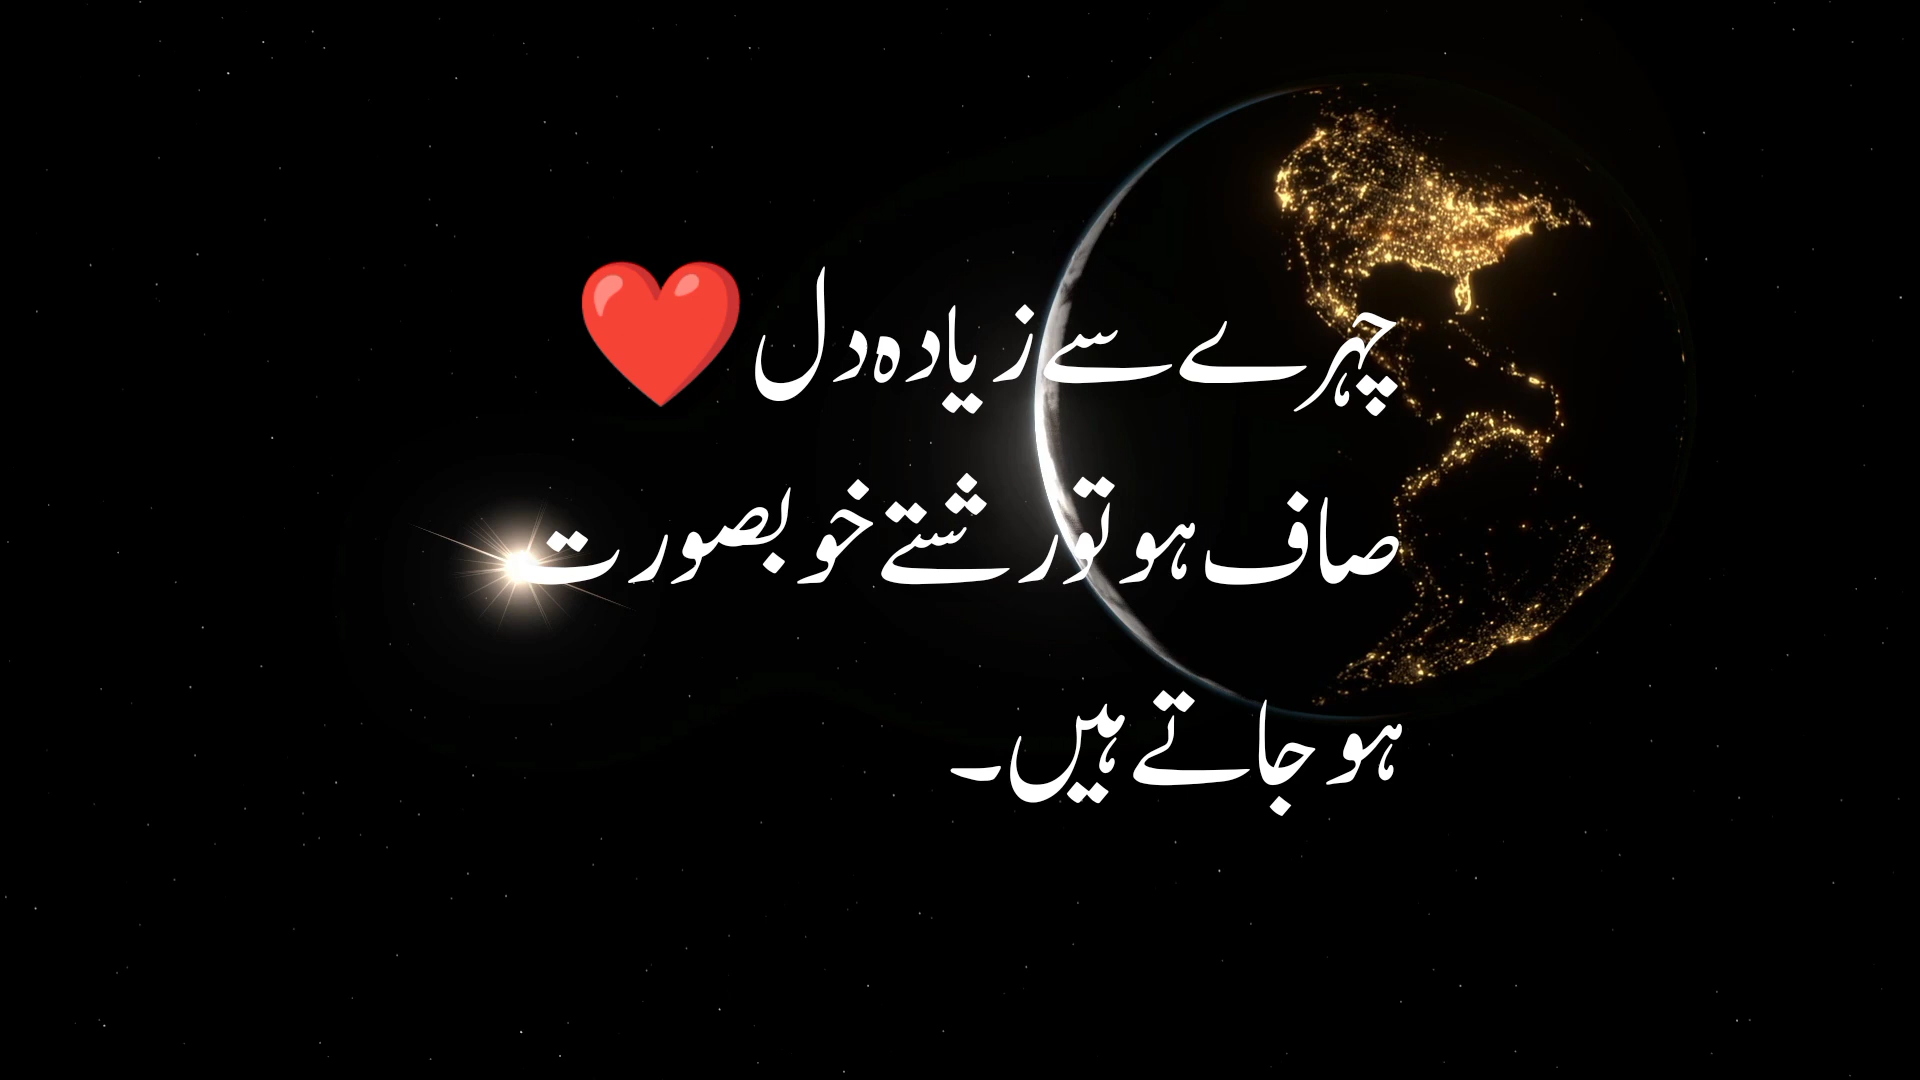 چہرے سے زیادہ دل ❤️
صاف ہو تو رشتے خوبصورت
ہو جاتے ہیں۔